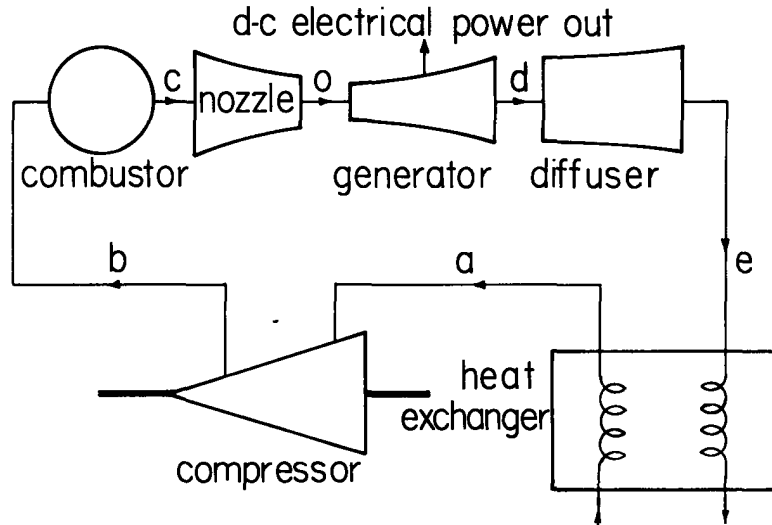 d-c electrical power out
c
nozzle
o
d
combustor
generator
diffuser
b
a
e
heat
exchanger
compressor